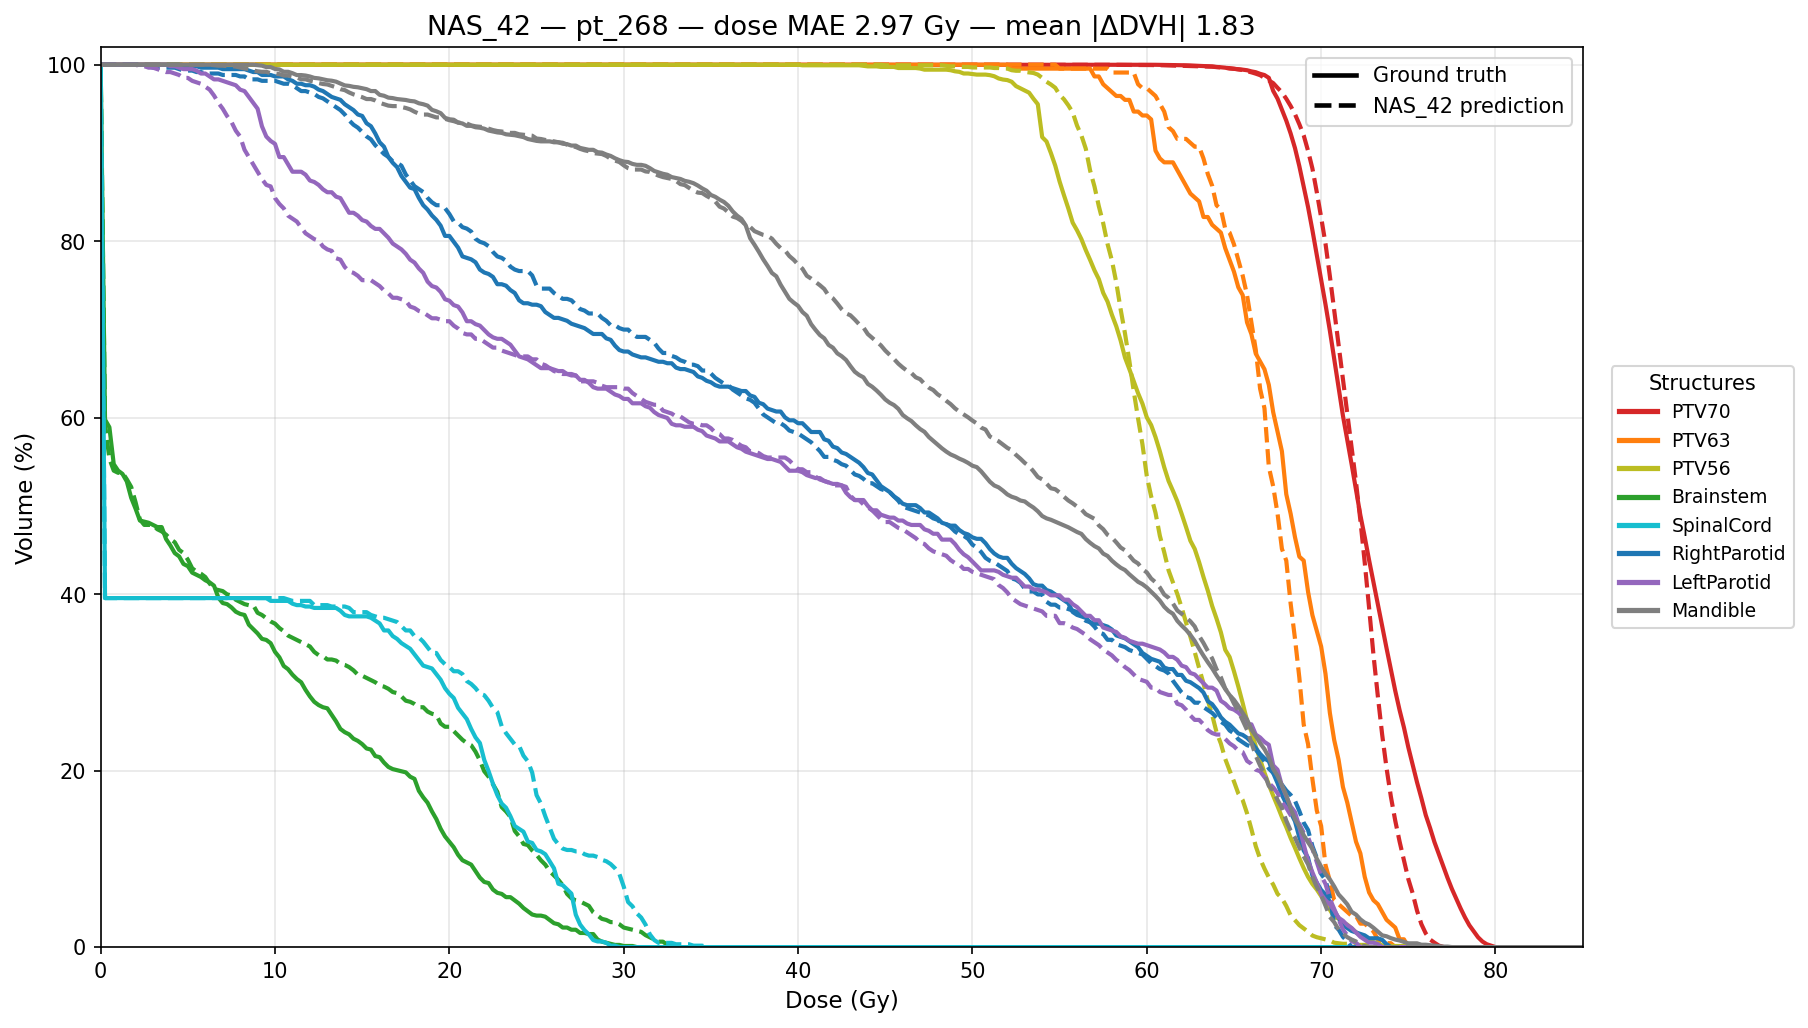 NAS_42 — pt_268 — dose MAE 2.97 Gy — mean |ΔDVH| 1.83
Ground truth
NAS_42 prediction
Volume (%)
100
80
60
40
20
0
0 10 20 30 40 50 60 70 80
Dose (Gy)
Structures
PTV70
PTV63
PTV56
Brainstem
SpinalCord
RightParotid
LeftParotid
Mandible